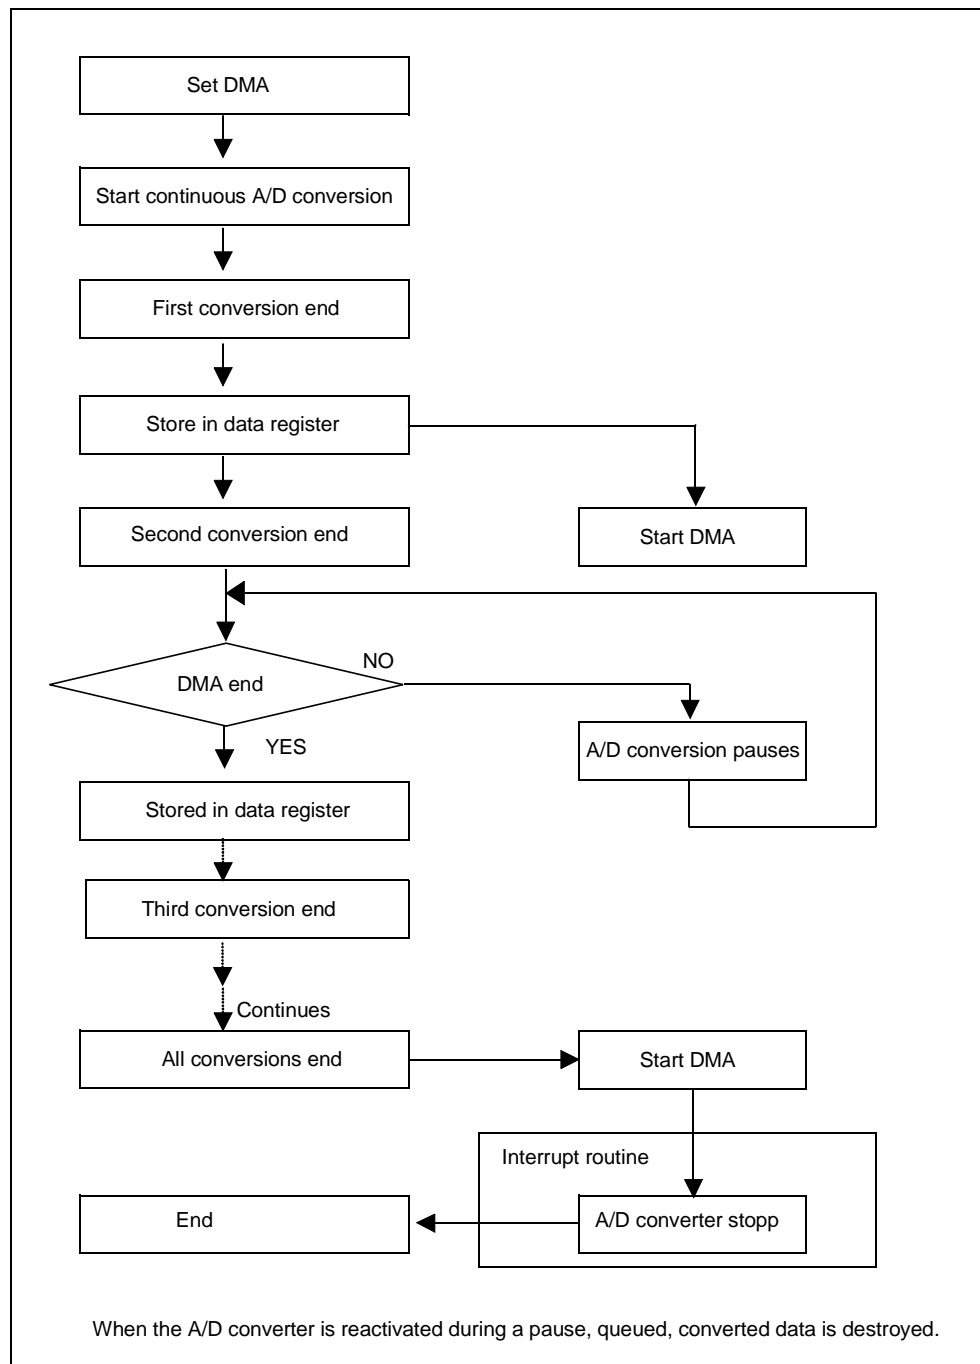 Set DMA
Start continuous A/D conversion
First conversion end
Store in data register
Second conversion end
Start DMA
NO
DMA end
YES
A/D conversion pauses
Stored in data register
Third conversion end
Continues
All conversions end
Start DMA
Interrupt routine
End
A/D converter stopp
When the A/D converter is reactivated during a pause, queued, converted data is destroyed.